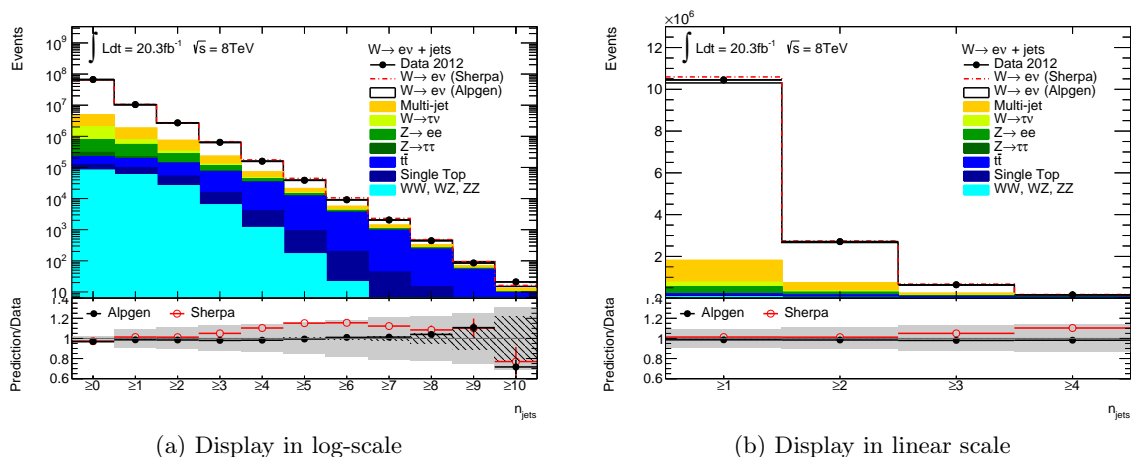 Events
10⁹
10⁸
10⁷
10⁶
10⁵
10⁴
10³
10²
10
∫ Ldt = 20.3fb⁻¹ √s = 8TeV
W→ eν + jets
Data 2012
W→ eν (Sherpa)
W→ eν (Alpgen)
Multi-jet
W→τν
Z→ ee
Z→ττ
tt̄
Single Top
WW, WZ, ZZ
Prediction/Data
1.4
1.2
1
0.8
0.6
Alpgen
Sherpa
≥0 ≥1 ≥2 ≥3 ≥4 ≥5 ≥6 ≥7 ≥8 ≥9 ≥10
n_jets
(a) Display in log-scale
Events
×10⁶
12
10
8
6
4
2
∫ Ldt = 20.3fb⁻¹ √s = 8TeV
W→ eν + jets
Data 2012
W→ eν (Sherpa)
W→ eν (Alpgen)
Multi-jet
W→τν
Z→ ee
Z→ττ
tt̄
Single Top
WW, WZ, ZZ
Prediction/Data
1.2
1
0.8
0.6
Alpgen
Sherpa
≥1 ≥2 ≥3 ≥4
n_jets
(b) Display in linear scale